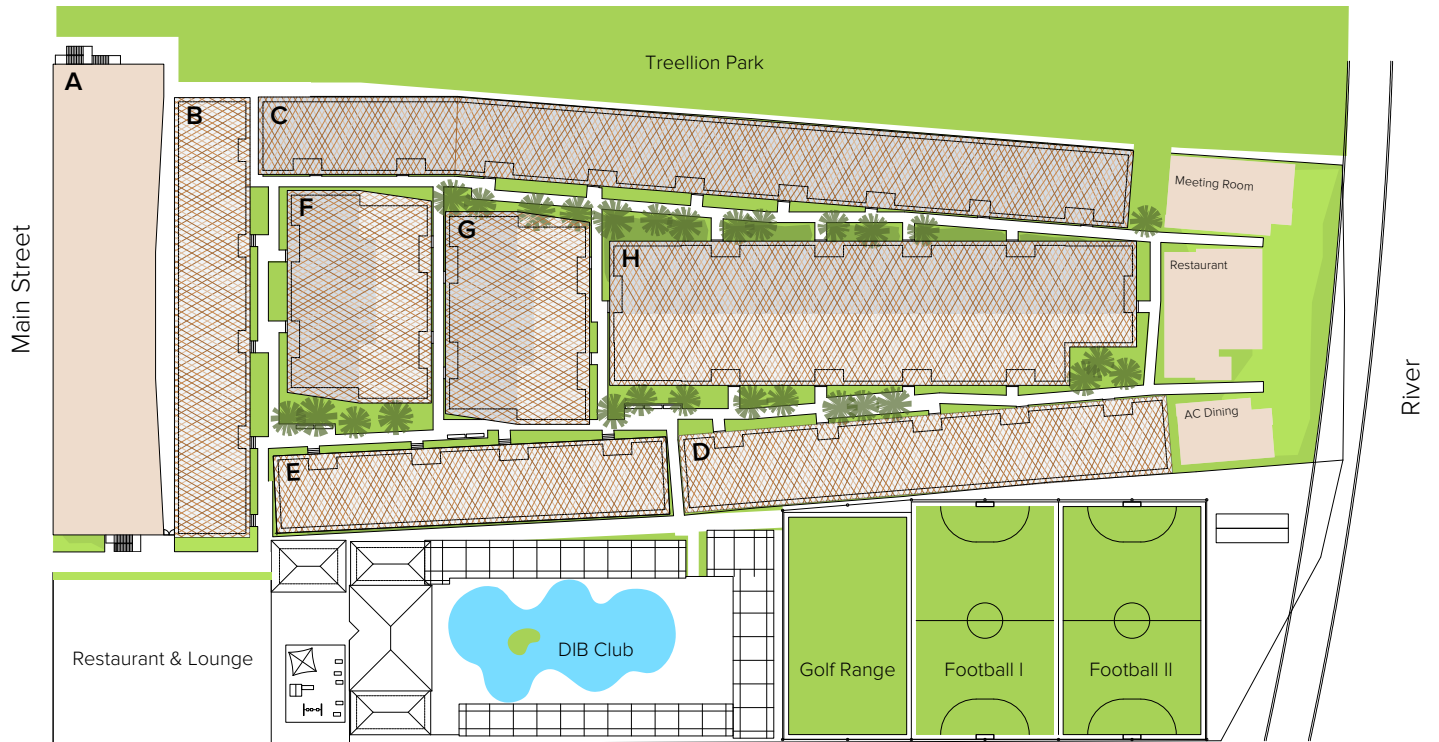 Treellion Park
A
B
C
Meeting Room
F
G
Main Street
H
Restaurant
River
AC Dining
E
D
Restaurant & Lounge
DIB Club
Golf Range
Football I
Football II